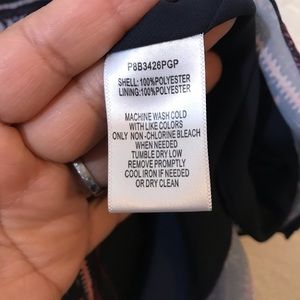 P8B3426PGP
SHELL:100%POLYESTER
LINING:100%POLYESTER
MACHINE WASH COLD
WITH LIKE COLORS
ONLY NON-CHLORINE BLEACH
WHEN NEEDED
TUMBLE DRY LOW
REMOVE PROMPTLY
COOL IRON IF NEEDED
OR DRY CLEAN